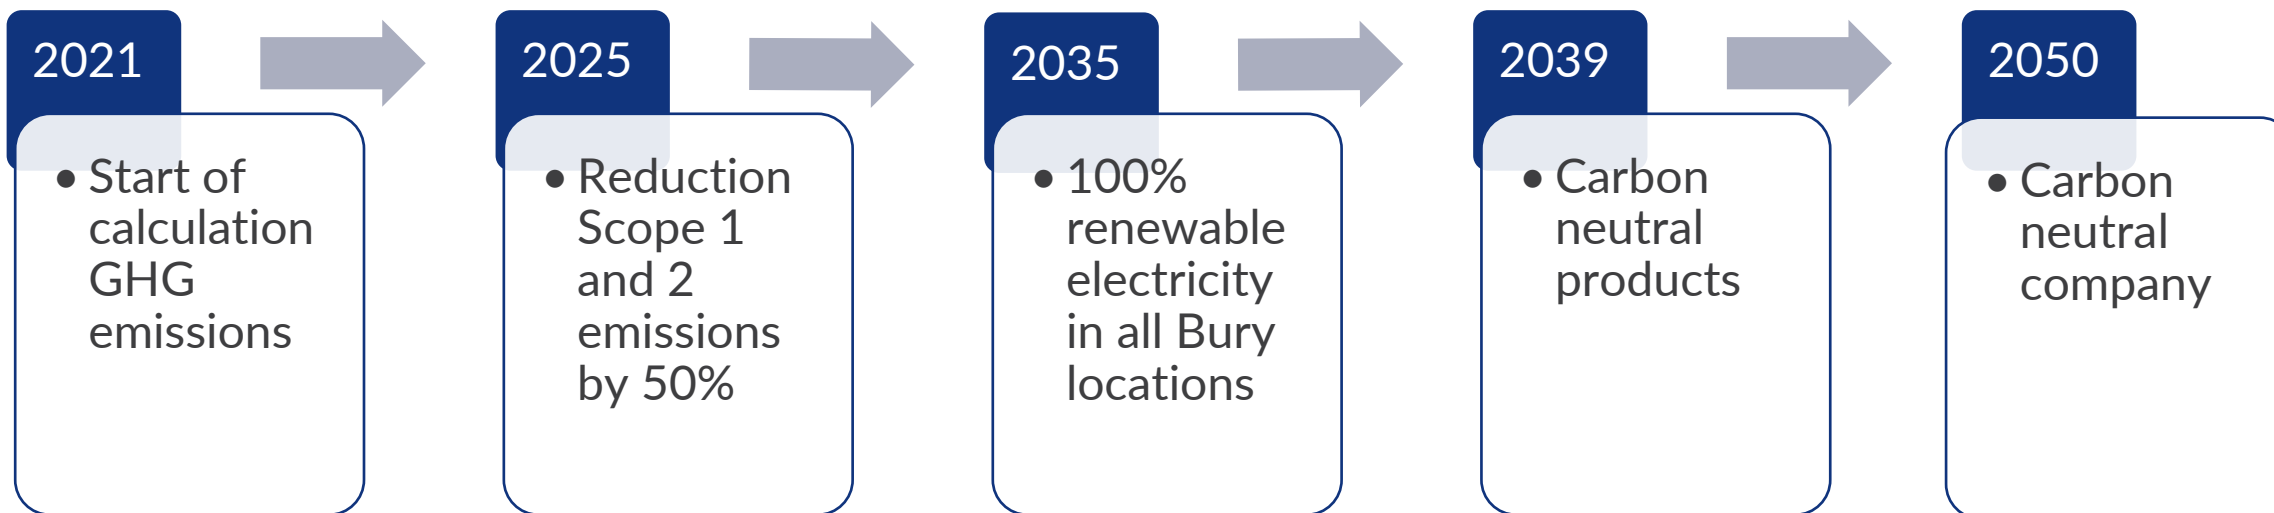 2021
• Start of
calculation
GHG
emissions
2025
• Reduction
Scope 1
and 2
emissions
by 50%
2035
• 100%
renewable
electricity
in all Bury
locations
2039
• Carbon
neutral
products
2050
• Carbon
neutral
company